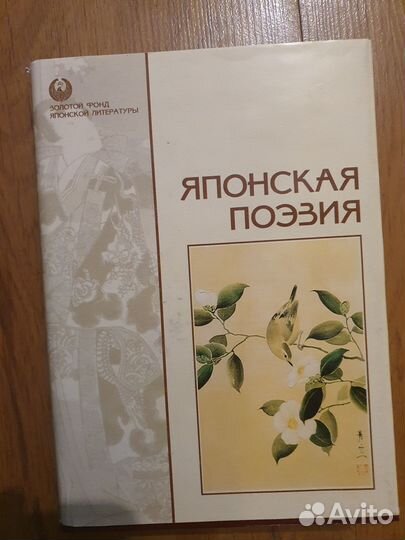 ЗОЛОТОЙ ФОНД
ЯПОНСКОЙ ЛИТЕРАТУРЫ
ЯПОНСКАЯ
ПОЭЗИЯ
Avito